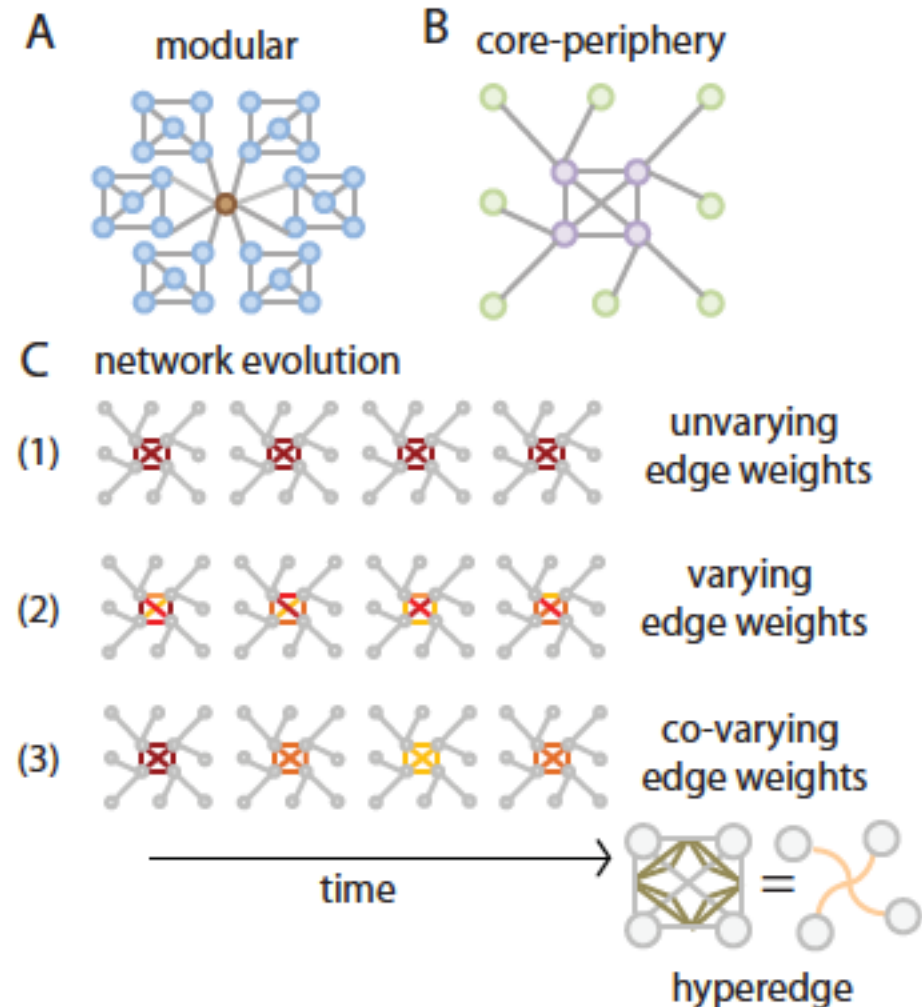 A
modular
B
core-periphery
C network evolution
(1)
unvarying
edge weights
(2)
varying
edge weights
(3)
co-varying
edge weights
time
=
hyperedge